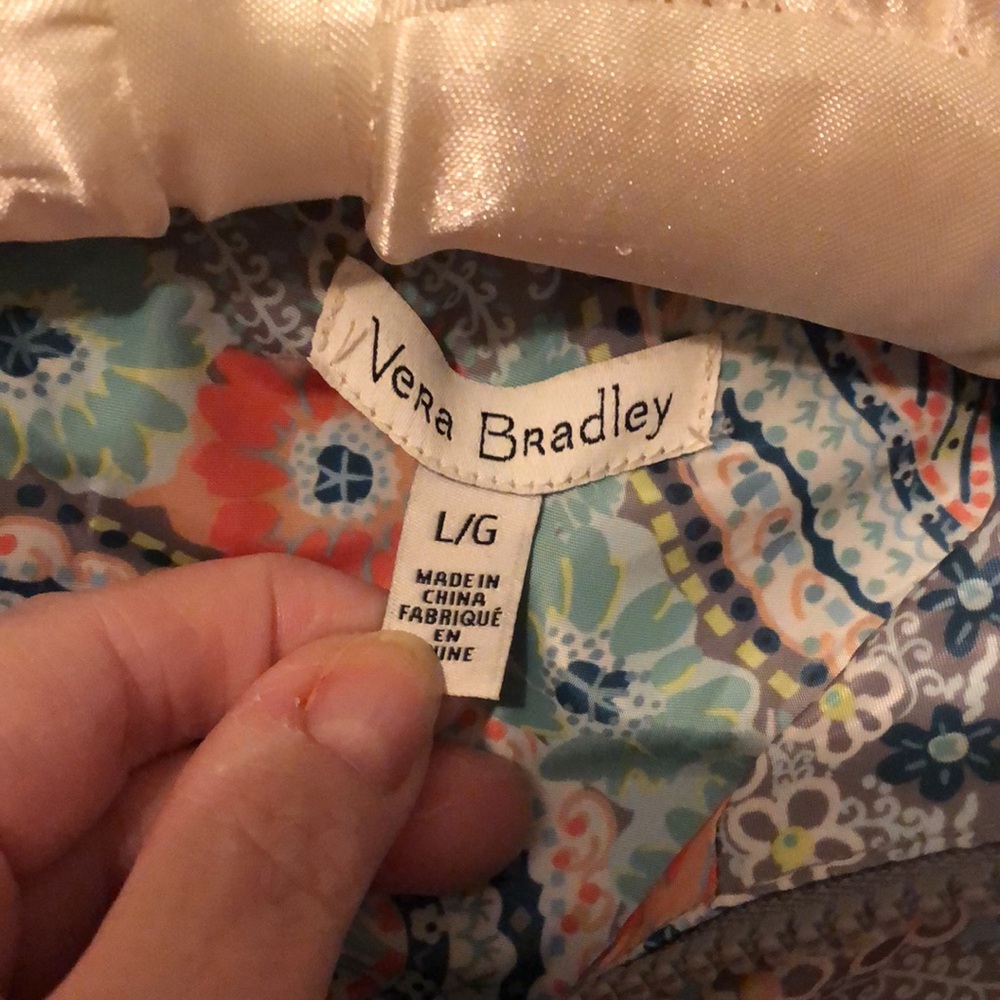 Vera Bradley
L/G
MADE IN
CHINA
FABRIQUÉ
EN